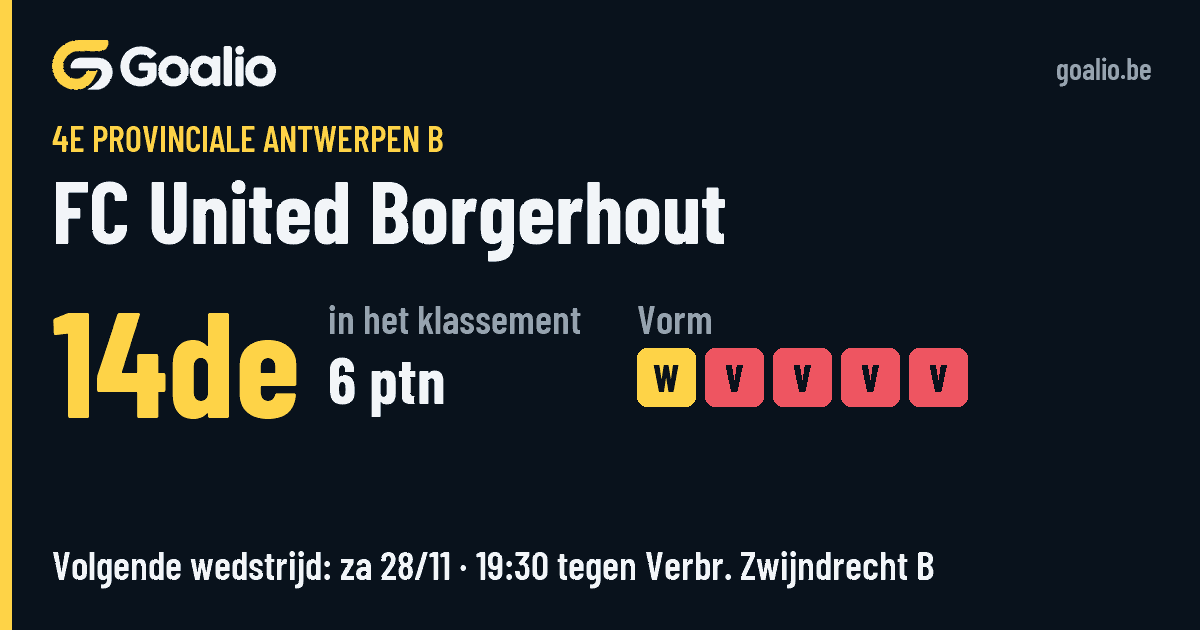 Goalio
goalio.be
4E PROVINCIALE ANTWERPEN B
FC United Borgerhout
14de
in het klassement
6 ptn
Vorm
W V V V V
Volgende wedstrijd: za 28/11 · 19:30 tegen Verbr. Zwijndrecht B